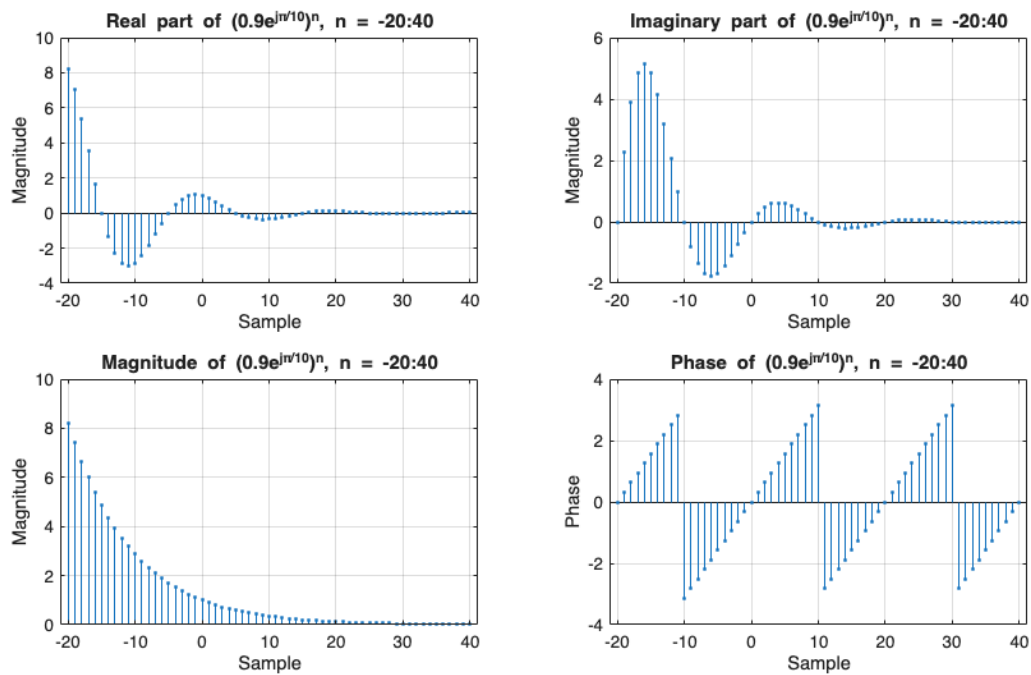 Real part of (0.9e^jπ/10)^n, n = -20:40
10
8
6
4
2
0
-2
-4
Magnitude
-20 -10 0 10 20 30 40
Sample
Imaginary part of (0.9e^jπ/10)^n, n = -20:40
6
4
2
0
-2
Magnitude
-20 -10 0 10 20 30 40
Sample
Magnitude of (0.9e^jπ/10)^n, n = -20:40
10
8
6
4
2
0
Magnitude
-20 -10 0 10 20 30 40
Sample
Phase of (0.9e^jπ/10)^n, n = -20:40
4
2
0
-2
-4
Phase
-20 -10 0 10 20 30 40
Sample